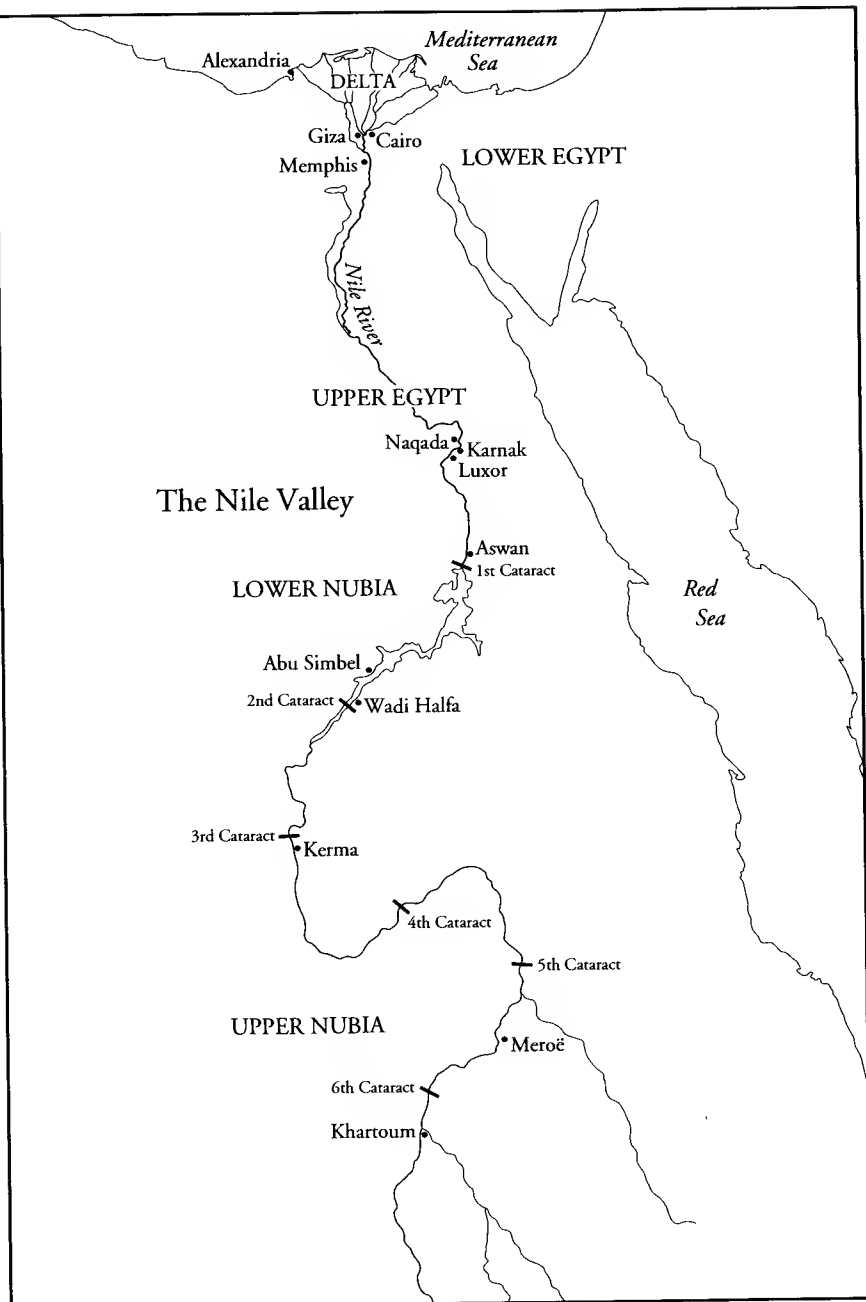 Mediterranean
Sea
Alexandria
DELTA
Giza
Cairo
Memphis
LOWER EGYPT
Nile River
UPPER EGYPT
Naqada
Karnak
Luxor
The Nile Valley
Aswan
1st Cataract
LOWER NUBIA
Red
Sea
Abu Simbel
2nd Cataract
Wadi Halfa
3rd Cataract
Kerma
4th Cataract
5th Cataract
UPPER NUBIA
Meroë
6th Cataract
Khartoum